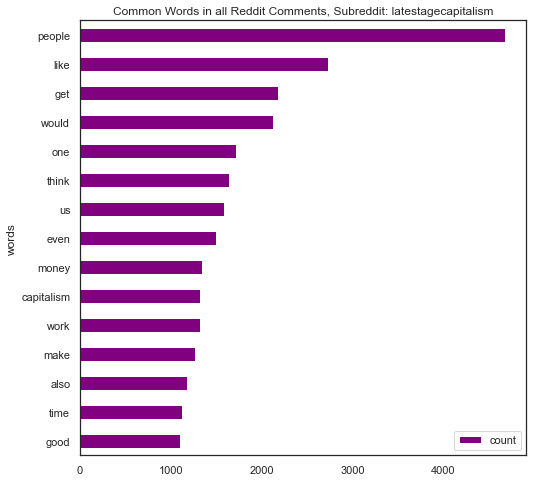 Common Words in all Reddit Comments, Subreddit: latestagecapitalism
people
like
get
would
one
think
us
even
money
capitalism
work
make
also
time
good
words
0 1000 2000 3000 4000
count